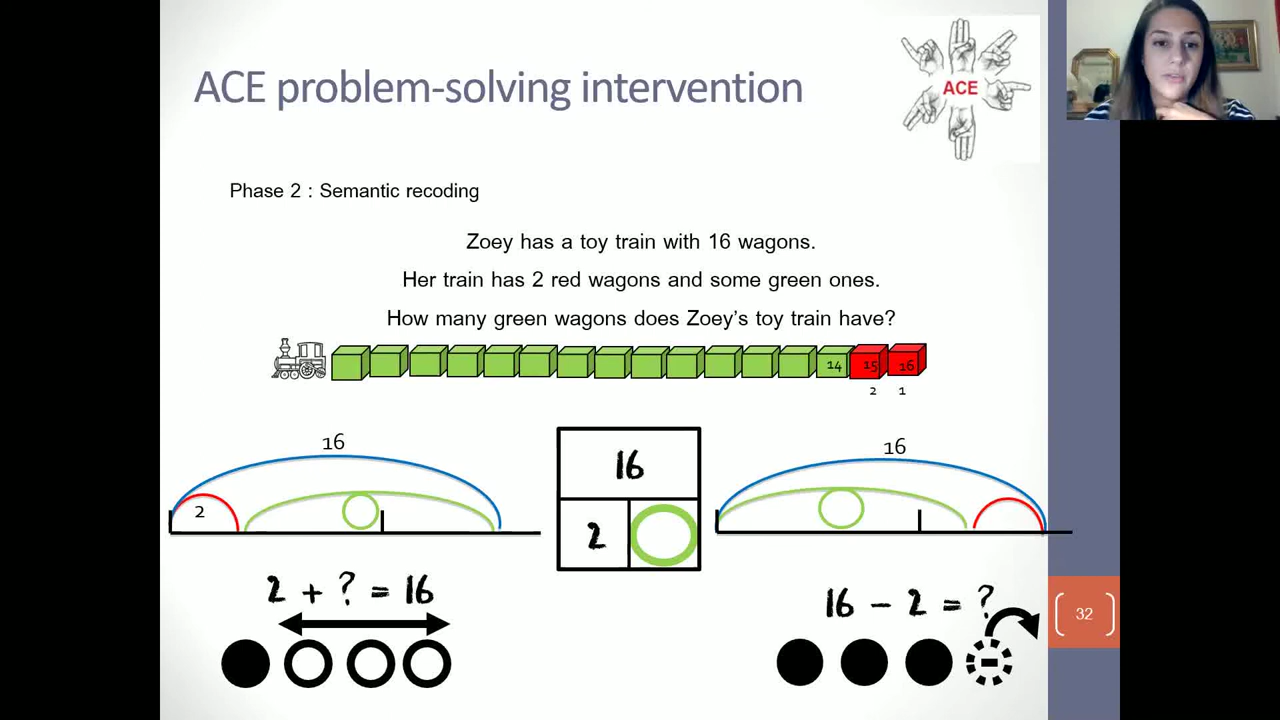 ACE problem-solving intervention
ACE
Phase 2 : Semantic recoding
Zoey has a toy train with 16 wagons.
Her train has 2 red wagons and some green ones.
How many green wagons does Zoey's toy train have?
14 15 16
2 1
16
2
16
2
16
2 + ? = 16
16 – 2 = ?
32